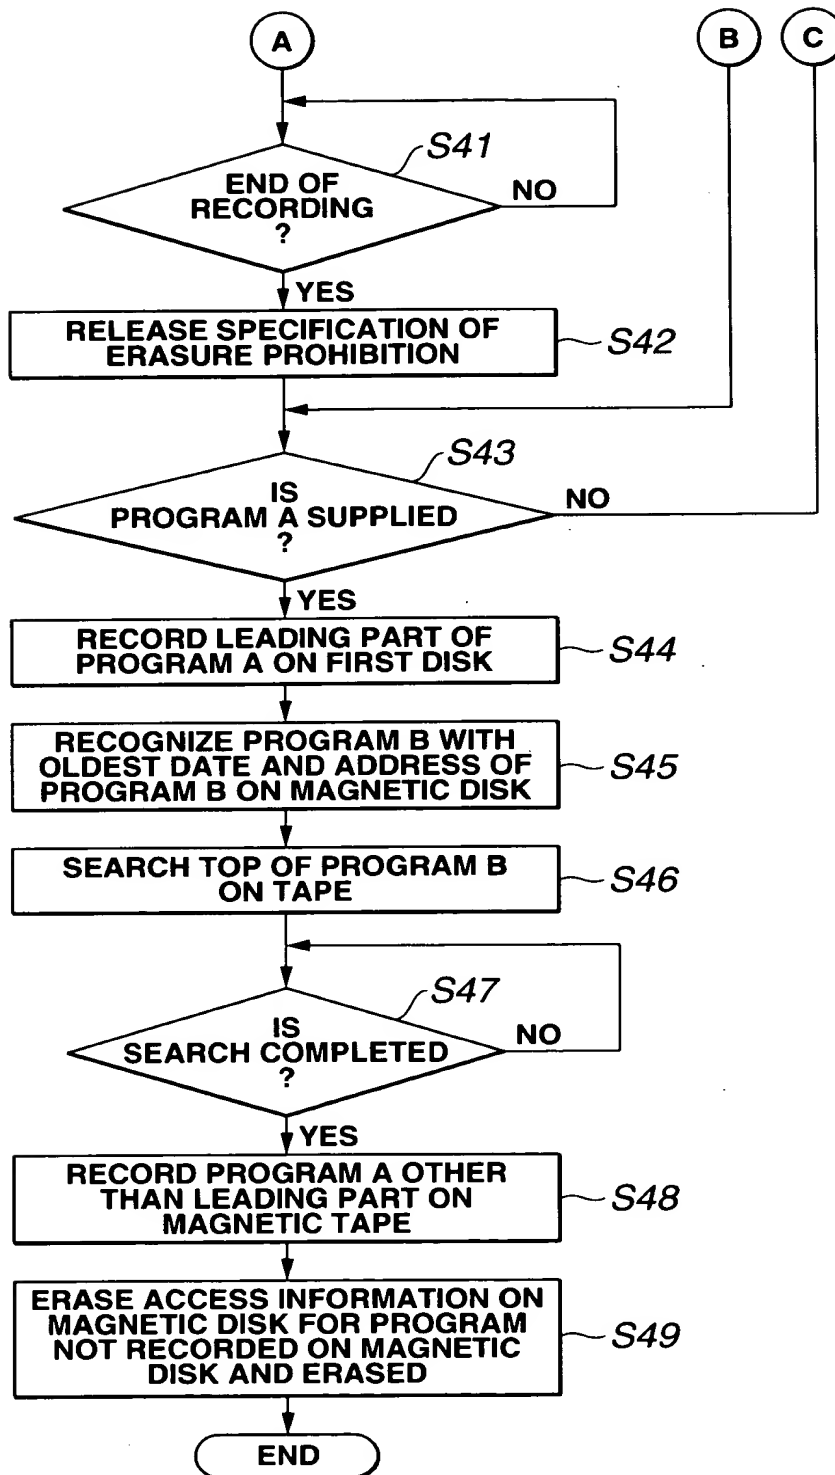 A
B
C
S41
END OF
RECORDING
?
NO
YES
RELEASE SPECIFICATION OF
ERASURE PROHIBITION
S42
S43
IS
PROGRAM A SUPPLIED
?
NO
YES
RECORD LEADING PART OF
PROGRAM A ON FIRST DISK
S44
RECOGNIZE PROGRAM B WITH
OLDEST DATE AND ADDRESS OF
PROGRAM B ON MAGNETIC DISK
S45
SEARCH TOP OF PROGRAM B
ON TAPE
S46
S47
IS
SEARCH COMPLETED
?
NO
YES
RECORD PROGRAM A OTHER
THAN LEADING PART ON
MAGNETIC TAPE
S48
ERASE ACCESS INFORMATION ON
MAGNETIC DISK FOR PROGRAM
NOT RECORDED ON MAGNETIC
DISK AND ERASED
S49
END